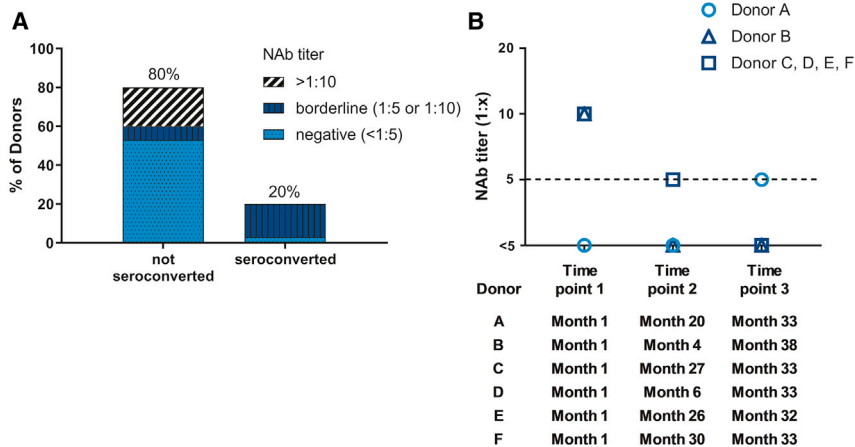 A
NAb titer
>1:10
borderline (1:5 or 1:10)
negative (<1:5)
% of Donors
100
80
60
40
20
0
80%
20%
not
seroconverted
seroconverted
B
Donor A
Donor B
Donor C, D, E, F
NAb titer (1:x)
20
10
5
<5
Donor
Time
point 1
Time
point 2
Time
point 3
A Month 1 Month 20 Month 33
B Month 1 Month 4 Month 38
C Month 1 Month 27 Month 33
D Month 1 Month 6 Month 33
E Month 1 Month 26 Month 32
F Month 1 Month 30 Month 33